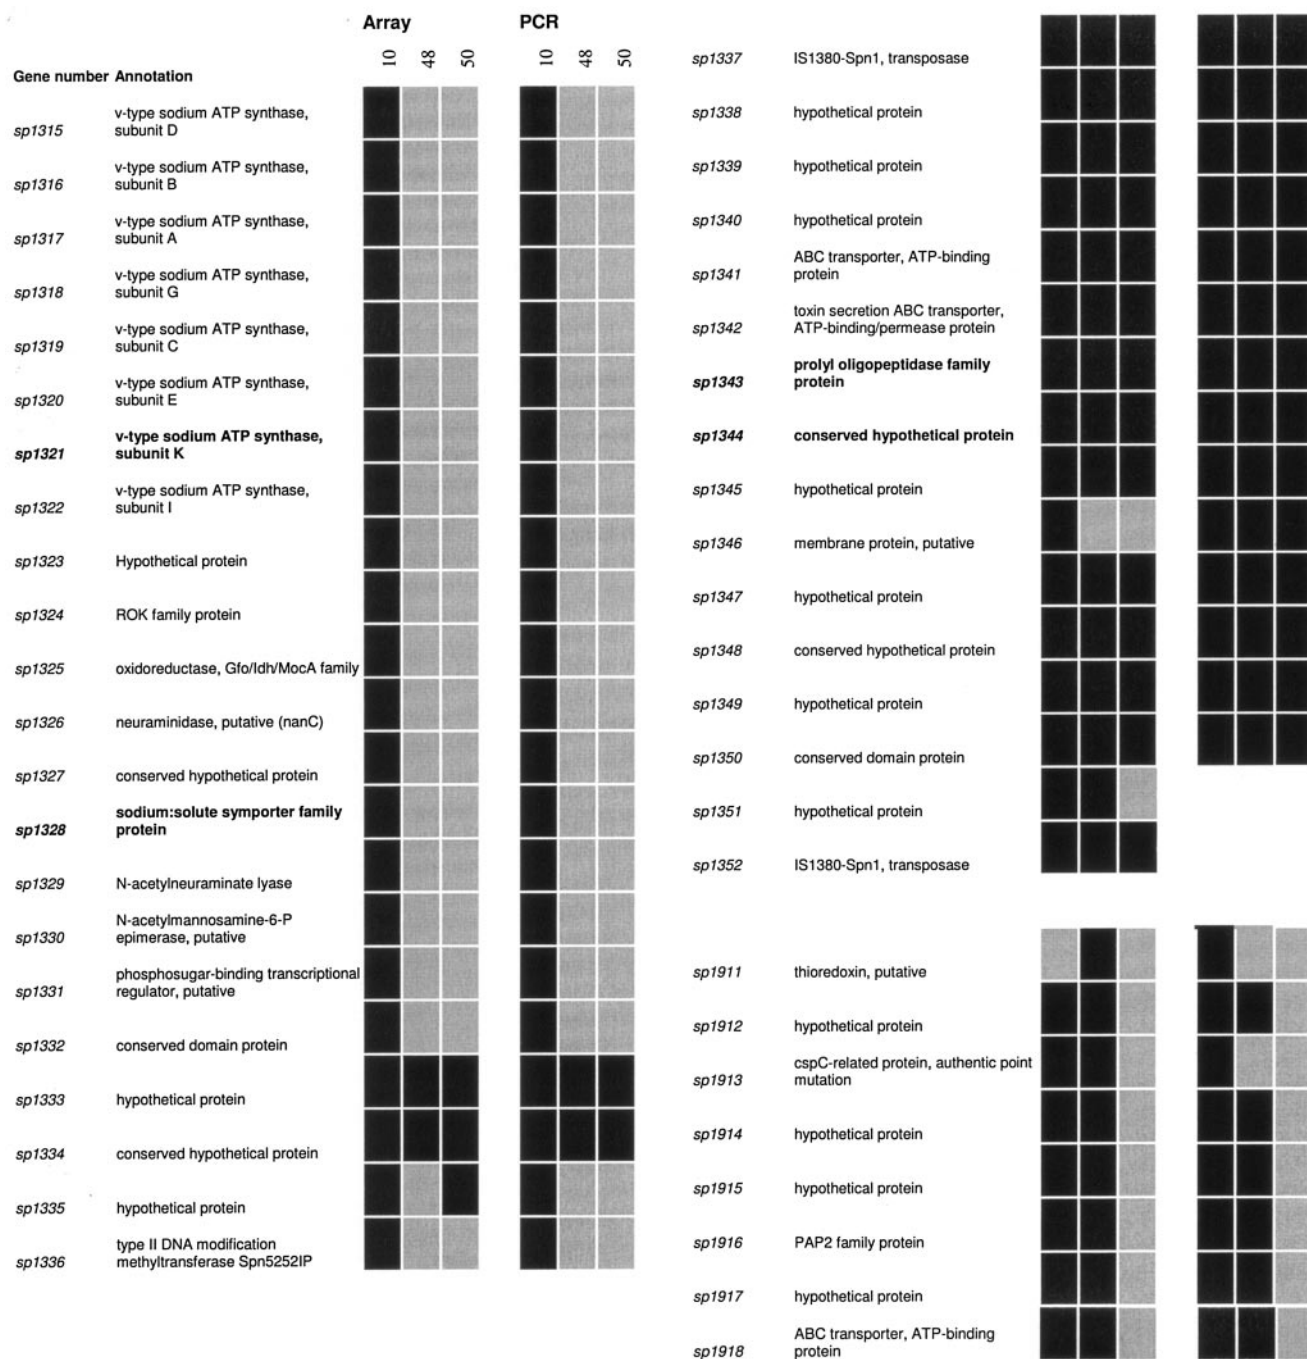 Array PCR
10 48 50 10 48 50
Gene number Annotation
v-type sodium ATP synthase,
sp1315 subunit D
v-type sodium ATP synthase,
sp1316 subunit B
v-type sodium ATP synthase,
sp1317 subunit A
v-type sodium ATP synthase,
sp1318 subunit G
v-type sodium ATP synthase,
sp1319 subunit C
v-type sodium ATP synthase,
sp1320 subunit E
v-type sodium ATP synthase,
sp1321 subunit K
v-type sodium ATP synthase,
sp1322 subunit I
sp1323 Hypothetical protein
sp1324 ROK family protein
sp1325 oxidoreductase, Gfo/Idh/MocA family
sp1326 neuraminidase, putative (nanC)
sp1327 conserved hypothetical protein
sodium:solute symporter family
sp1328 protein
sp1329 N-acetylneuraminate lyase
N-acetylmannosamine-6-P
sp1330 epimerase, putative
phosphosugar-binding transcriptional
sp1331 regulator, putative
sp1332 conserved domain protein
sp1333 hypothetical protein
sp1334 conserved hypothetical protein
sp1335 hypothetical protein
type II DNA modification
sp1336 methyltransferase Spn5252IP
sp1337 IS1380-Spn1, transposase
sp1338 hypothetical protein
sp1339 hypothetical protein
sp1340 hypothetical protein
ABC transporter, ATP-binding
sp1341 protein
toxin secretion ABC transporter,
sp1342 ATP-binding/permease protein
prolyl oligopeptidase family
sp1343 protein
sp1344 conserved hypothetical protein
sp1345 hypothetical protein
sp1346 membrane protein, putative
sp1347 hypothetical protein
sp1348 conserved hypothetical protein
sp1349 hypothetical protein
sp1350 conserved domain protein
sp1351 hypothetical protein
sp1352 IS1380-Spn1, transposase
sp1911 thioredoxin, putative
sp1912 hypothetical protein
cspC-related protein, authentic point
sp1913 mutation
sp1914 hypothetical protein
sp1915 hypothetical protein
sp1916 PAP2 family protein
sp1917 hypothetical protein
ABC transporter, ATP-binding
sp1918 protein